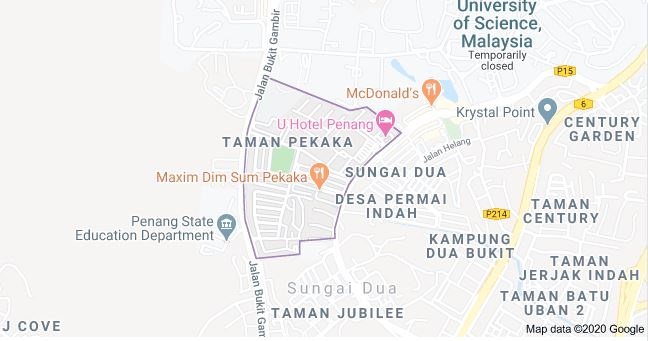 University
of Science,
Malaysia
Temporarily
closed
Jalan Bukit Gambir
P15
McDonald's
6
Krystal Point
U Hotel Penang
CENTURY
GARDEN
TAMAN PEKAKA
Jalan Helang
Maxim Dim Sum Pekaka
SUNGAI DUA
DESA PERMAI
INDAH
TAMAN
CENTURY
P214
Penang State
Education Department
KAMPUNG
DUA BUKIT
TAMAN
JERJAK INDAH
Jalan Bukit Gam
Sungai Dua
TAMAN BATU
UBAN 2
TAMAN JUBILEE
J COVE
Map data ©2020 Google